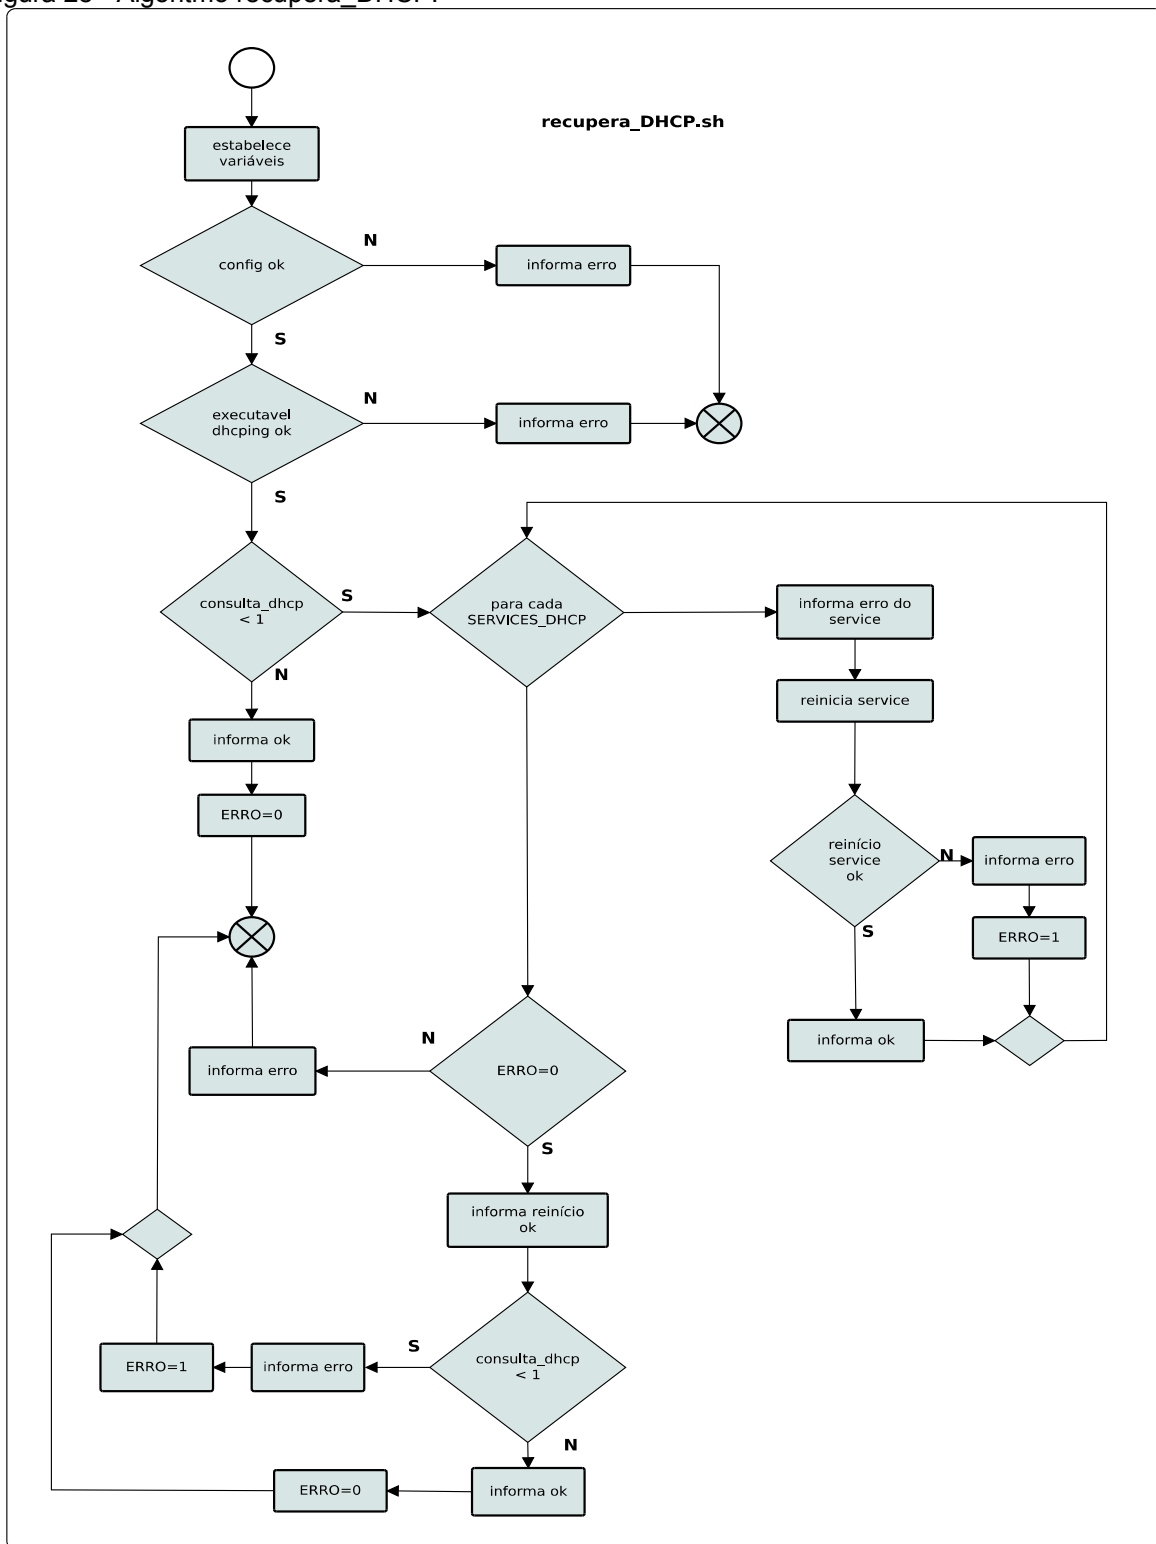 recupera_DHCP.sh
estabelece
variáveis
config ok
N
informa erro
S
executavel
dhcping ok
N
informa erro
S
consulta_dhcp
< 1
S
N
para cada
SERVICES_DHCP
informa erro do
service
reinicia service
informa ok
ERRO=0
reinício
service
ok
N
informa erro
ERRO=1
S
informa ok
ERRO=0
N
informa erro
S
informa reinício
ok
consulta_dhcp
< 1
S
informa erro
ERRO=1
N
informa ok
ERRO=0